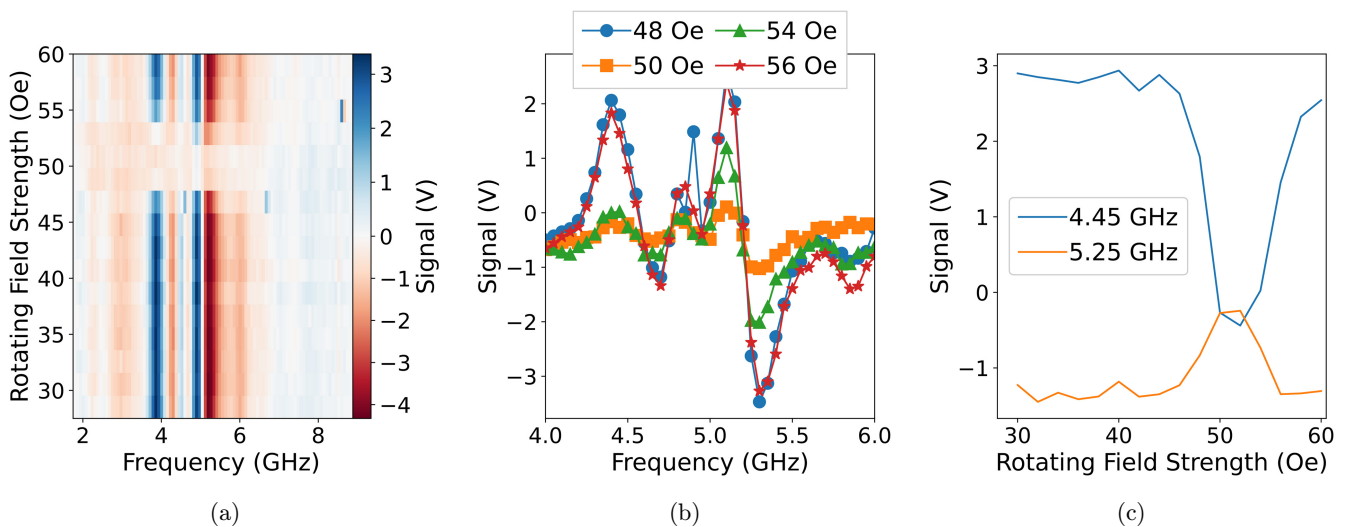 60
55
50
45
40
35
30
Rotating Field Strength (Oe)
2
4
6
8
Frequency (GHz)
3
2
1
0
−1
−2
−3
−4
Signal (V)
(a)
48 Oe
54 Oe
50 Oe
56 Oe
2
1
0
−1
−2
−3
Signal (V)
4.0
4.5
5.0
5.5
6.0
Frequency (GHz)
(b)
3
2
1
0
−1
Signal (V)
4.45 GHz
5.25 GHz
30
40
50
60
Rotating Field Strength (Oe)
(c)